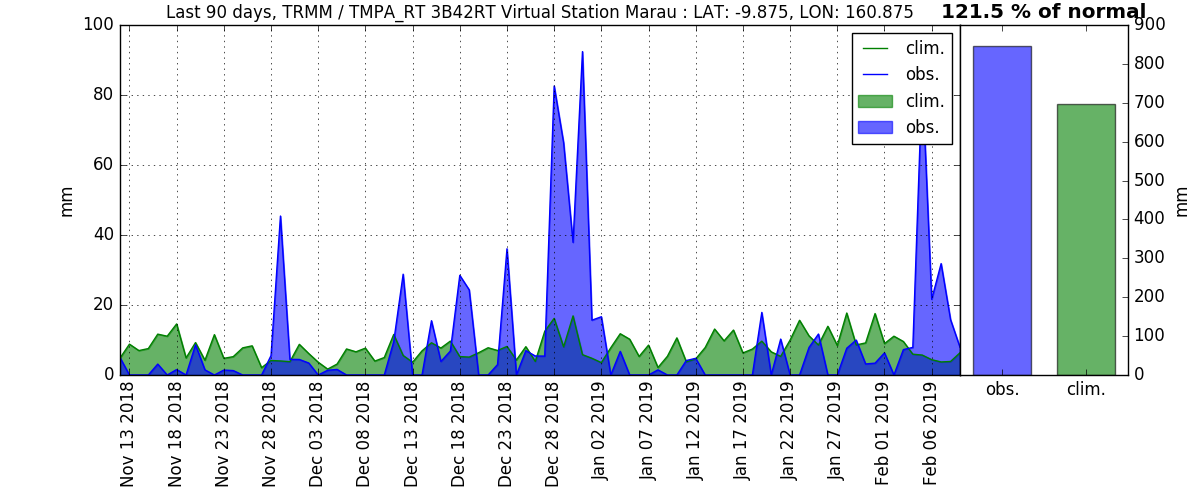 Last 90 days, TRMM / TMPA_RT 3B42RT Virtual Station Marau : LAT: -9.875, LON: 160.875
121.5 % of normal
100
80
60
40
20
0
mm
clim.
obs.
clim.
obs.
900
800
700
600
500
400
300
200
100
0
mm
obs.
clim.
Nov 13 2018
Nov 18 2018
Nov 23 2018
Nov 28 2018
Dec 03 2018
Dec 08 2018
Dec 13 2018
Dec 18 2018
Dec 23 2018
Dec 28 2018
Jan 02 2019
Jan 07 2019
Jan 12 2019
Jan 17 2019
Jan 22 2019
Jan 27 2019
Feb 01 2019
Feb 06 2019